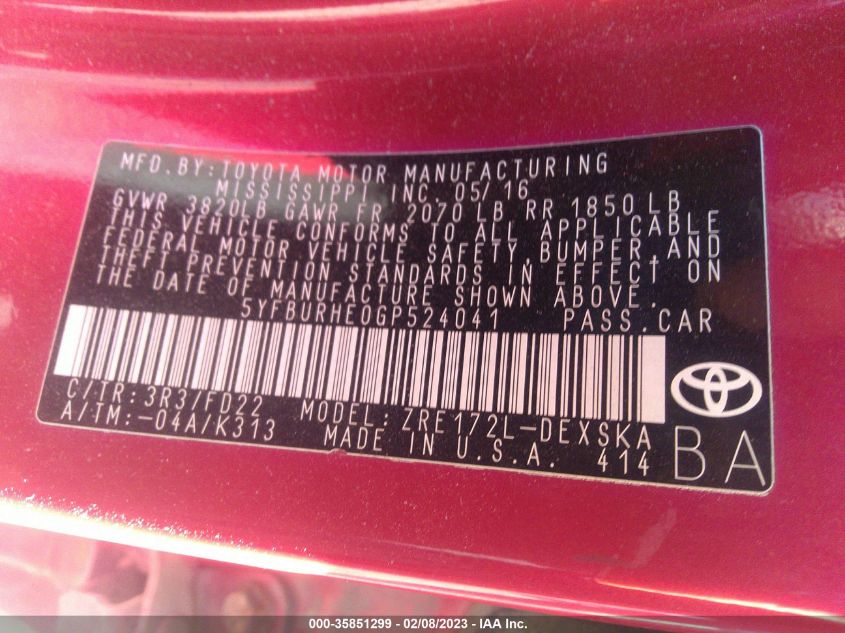 MFD.BY:TOYOTA MOTOR MANUFACTURING
MISSISSIPPI INC. 05/16
GVWR 3820LB GAWR FR 2070 LB RR 1850 LB
THIS VEHICLE CONFORMS TO ALL APPLICABLE
FEDERAL MOTOR VEHICLE SAFETY,BUMPER,AND
THEFT PREVENTION STANDARDS IN EFFECT ON
THE DATE OF MANUFACTURE SHOWN ABOVE.
5YFBURHE0GP524041 PASS.CAR
C/TR:3R3/FD22 MODEL:ZRE172L-DEXSKA
A/TM:-04A/K313 MADE IN U.S.A. 414
BA
000-35851299 // 02/08/2023 -- IAA Inc.